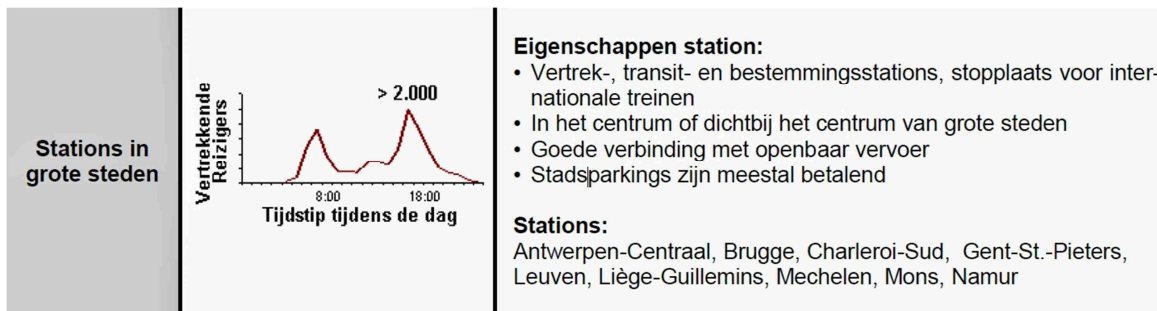 Stations in
grote steden
Vertrekkende
Reizigers
> 2.000
8:00
18:00
Tijdstip tijdens de dag
Eigenschappen station:
• Vertrek-, transit- en bestemmingsstations, stopplaats voor inter-
nationale treinen
• In het centrum of dichtbij het centrum van grote steden
• Goede verbinding met openbaar vervoer
• Stadsparkings zijn meestal betalend
Stations:
Antwerpen-Centraal, Brugge, Charleroi-Sud, Gent-St.-Pieters,
Leuven, Liège-Guillemins, Mechelen, Mons, Namur